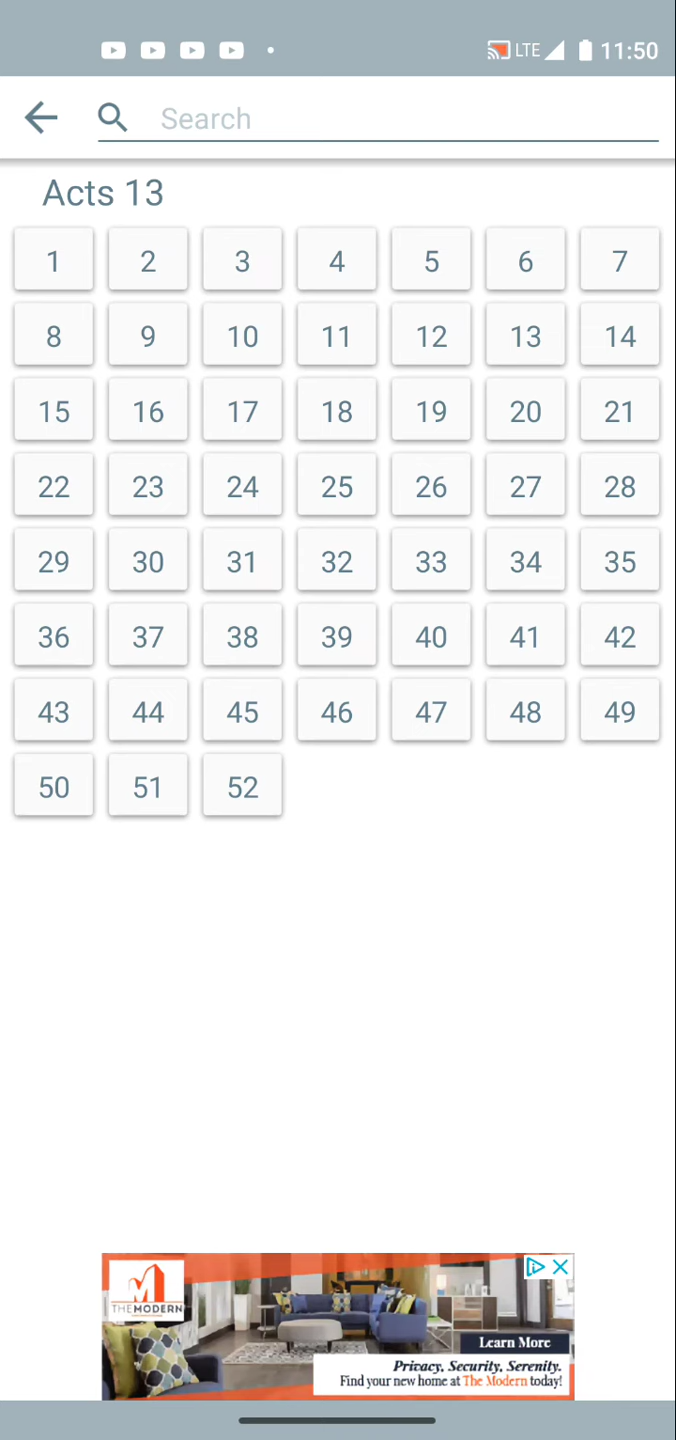 LTE 11:50
Search
Acts 13
1 2 3 4 5 6 7
8 9 10 11 12 13 14
15 16 17 18 19 20 21
22 23 24 25 26 27 28
29 30 31 32 33 34 35
36 37 38 39 40 41 42
43 44 45 46 47 48 49
50 51 52
THE MODERN
Learn More
Privacy, Security, Serenity.
Find your new home at The Modern today!